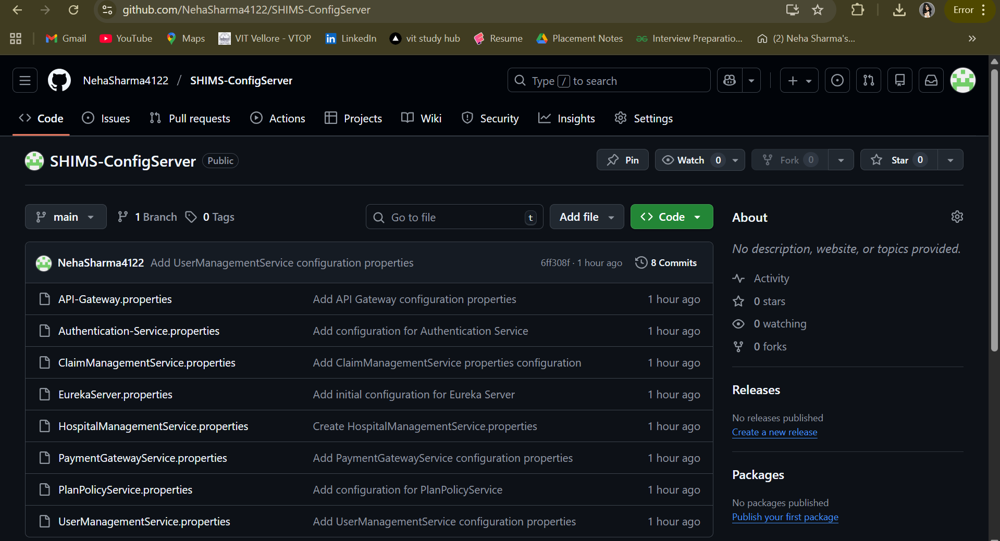 github.com/NehaSharma4122/SHIMS-ConfigServer
Error
Gmail
YouTube
Maps
VIT Vellore - VTOP
LinkedIn
vit study hub
Resume
Placement Notes
Interview Preparatio...
(2) Neha Sharma's...
NehaSharma4122 / SHIMS-ConfigServer
Type / to search
Code
Issues
Pull requests
Actions
Projects
Wiki
Security
Insights
Settings
SHIMS-ConfigServer Public
Pin
Watch 0
Fork 0
Star 0
main
1 Branch
0 Tags
Go to file t
Add file
Code
NehaSharma4122 Add UserManagementService configuration properties 6ff308f · 1 hour ago 8 Commits
API-Gateway.properties Add API Gateway configuration properties 1 hour ago
Authentication-Service.properties Add configuration for Authentication Service 1 hour ago
ClaimManagementService.properties Add ClaimManagementService properties configuration 1 hour ago
EurekaServer.properties Add initial configuration for Eureka Server 1 hour ago
HospitalManagementService.properties Create HospitalManagementService.properties 1 hour ago
PaymentGatewayService.properties Add PaymentGatewayService configuration properties 1 hour ago
PlanPolicyService.properties Add configuration for PlanPolicyService 1 hour ago
UserManagementService.properties Add UserManagementService configuration properties 1 hour ago
About
No description, website, or topics provided.
Activity
0 stars
0 watching
0 forks
Releases
No releases published
Create a new release
Packages
No packages published
Publish your first package